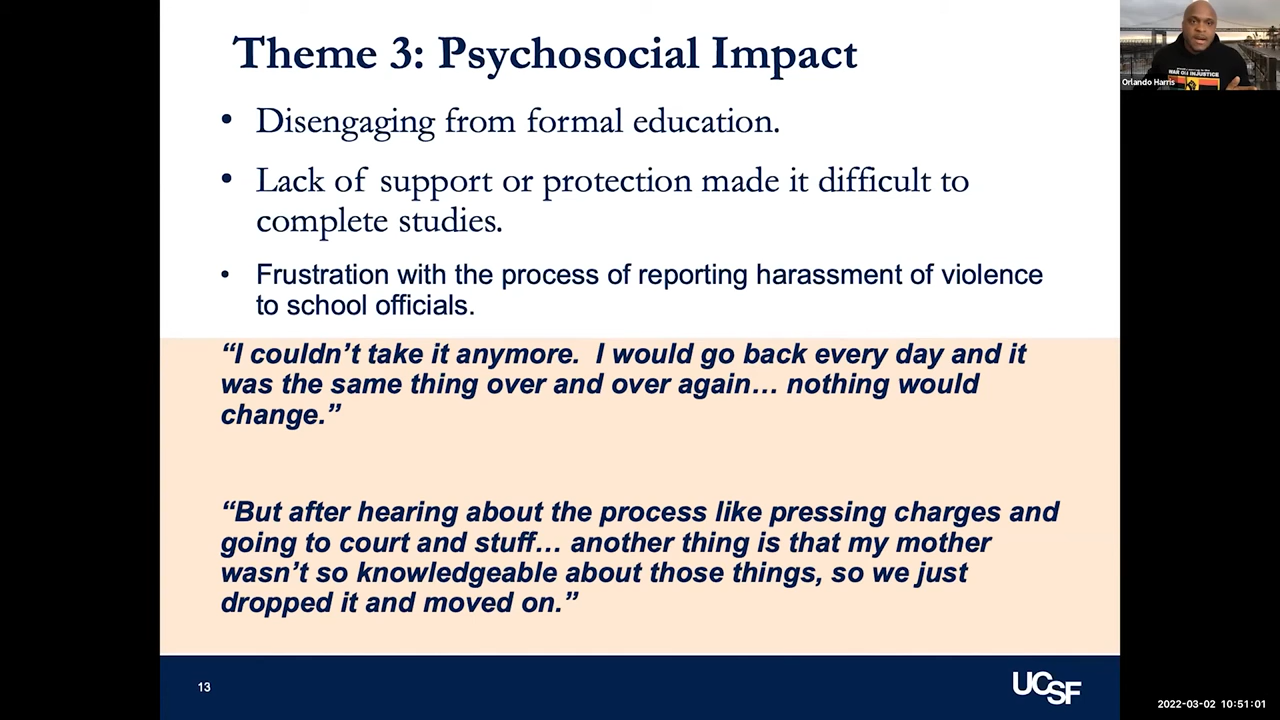 Theme 3: Psychosocial Impact
• Disengaging from formal education.
• Lack of support or protection made it difficult to
complete studies.
• Frustration with the process of reporting harassment of violence
to school officials.
“I couldn’t take it anymore.  I would go back every day and it
was the same thing over and over again… nothing would
change.”
“But after hearing about the process like pressing charges and
going to court and stuff… another thing is that my mother
wasn’t so knowledgeable about those things, so we just
dropped it and moved on.”
13
UCSF
WAR ON INJUSTICE
Orlando Harris
2022-03-02 10:51:01